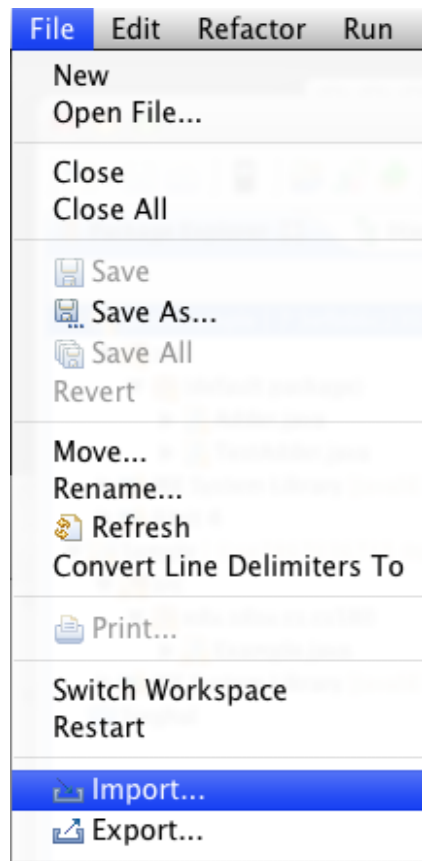 File Edit Refactor Run
New
Open File...
Close
Close All
Save
Save As...
Save All
Revert
Move...
Rename...
Refresh
Convert Line Delimiters To
Print...
Switch Workspace
Restart
Import...
Export...